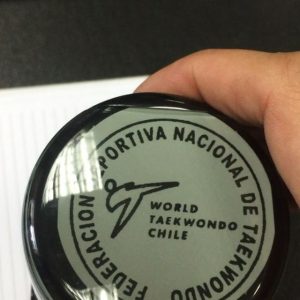 FEDERACION DEPORTIVA NACIONAL DE TAEKWONDO
WORLD
TAEKWONDO
CHILE